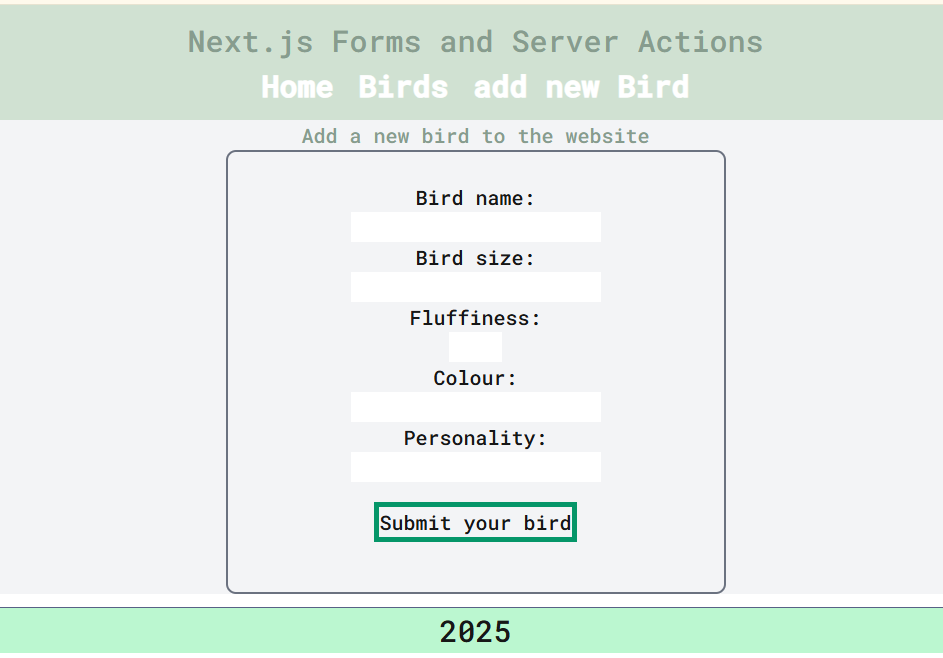 Next.js Forms and Server Actions
Home Birds add new Bird
Add a new bird to the website
Bird name:
Bird size:
Fluffiness:
Colour:
Personality:
Submit your bird
2025